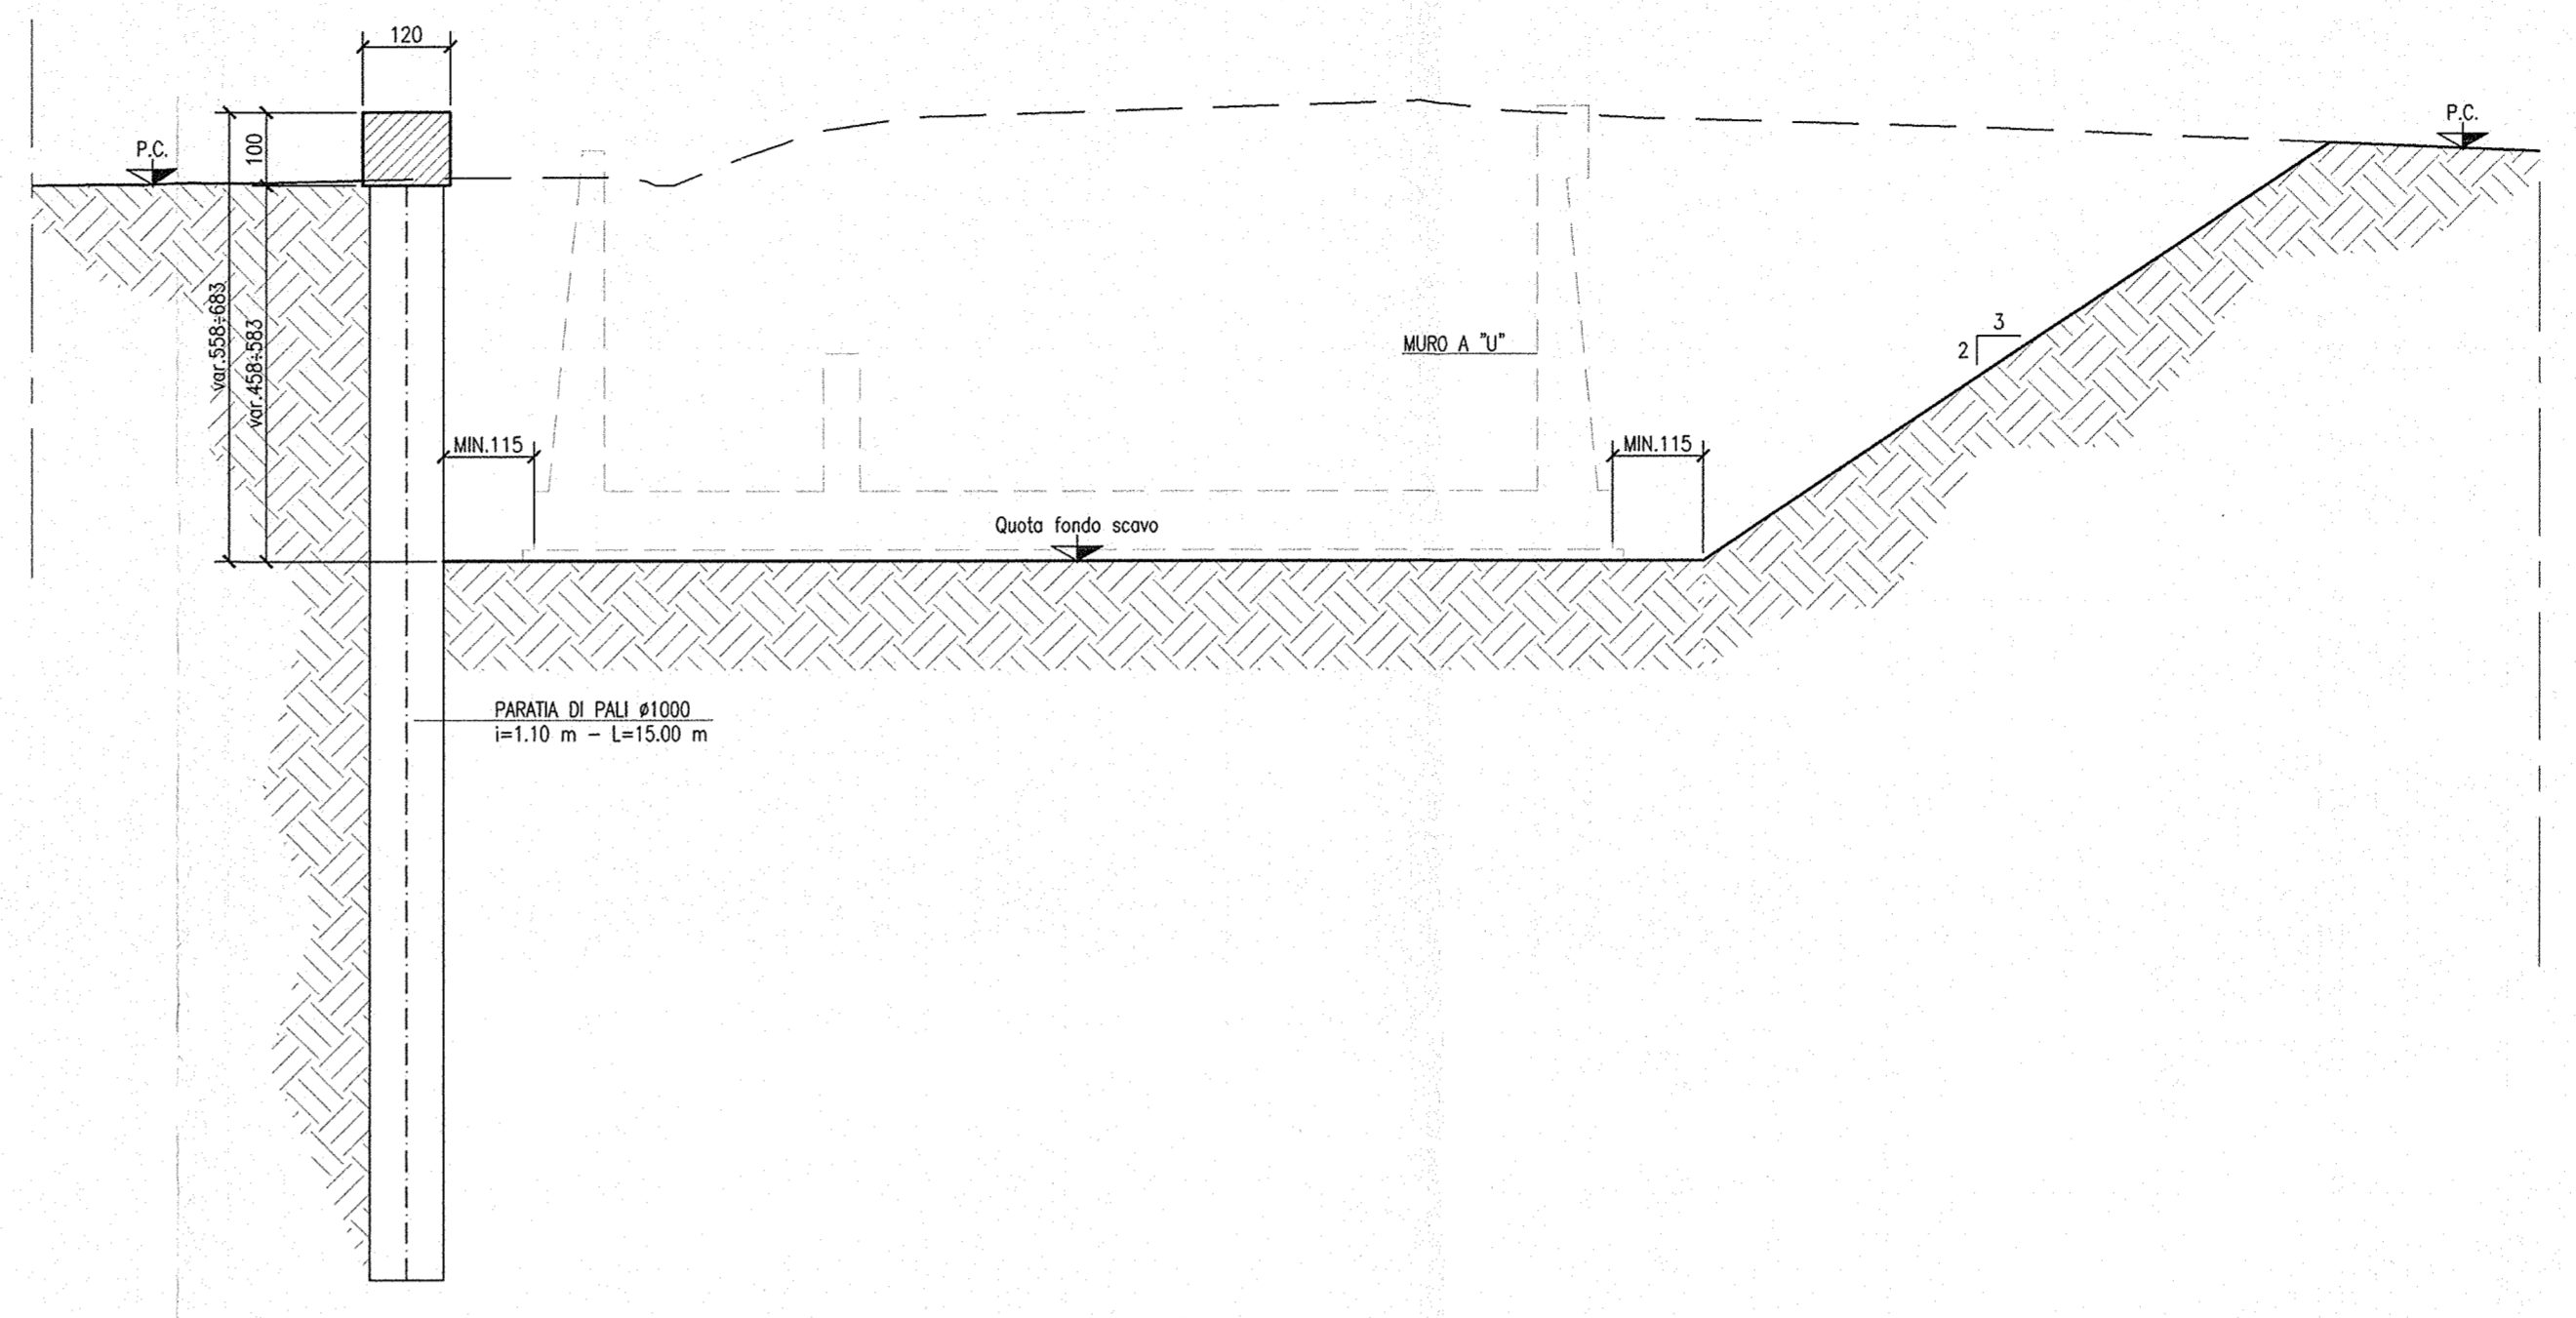 120
P.C.
100
P.C.
var.558÷683
var.458÷583
3
2
MURO A "U"
MIN.115
MIN.115
Quota fondo scavo
PARATIA DI PALI ø1000
i=1.10 m – L=15.00 m